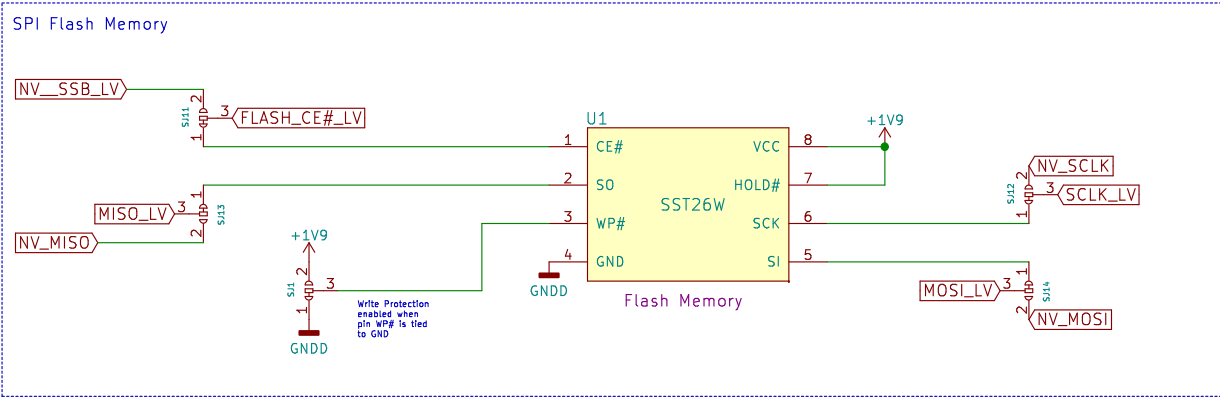 SPI Flash Memory
NV__SSB_LV
2
SJ11
3
FLASH_CE#_LV
1
U1
+1V9
1
CE#
VCC
8
NV_SCLK
2
SJ12
3
SCLK_LV
1
1
2
SO
HOLD#
7
MISO_LV
3
SJ13
2
NV_MISO
SST26W
3
WP#
SCK
6
+1V9
2
SJ1
3
1
GNDD
4
GND
SI
5
GNDD
Flash Memory
1
MOSI_LV
3
SJ14
2
NV_MOSI
Write Protection
enabled when
pin WP# is tied
to GND